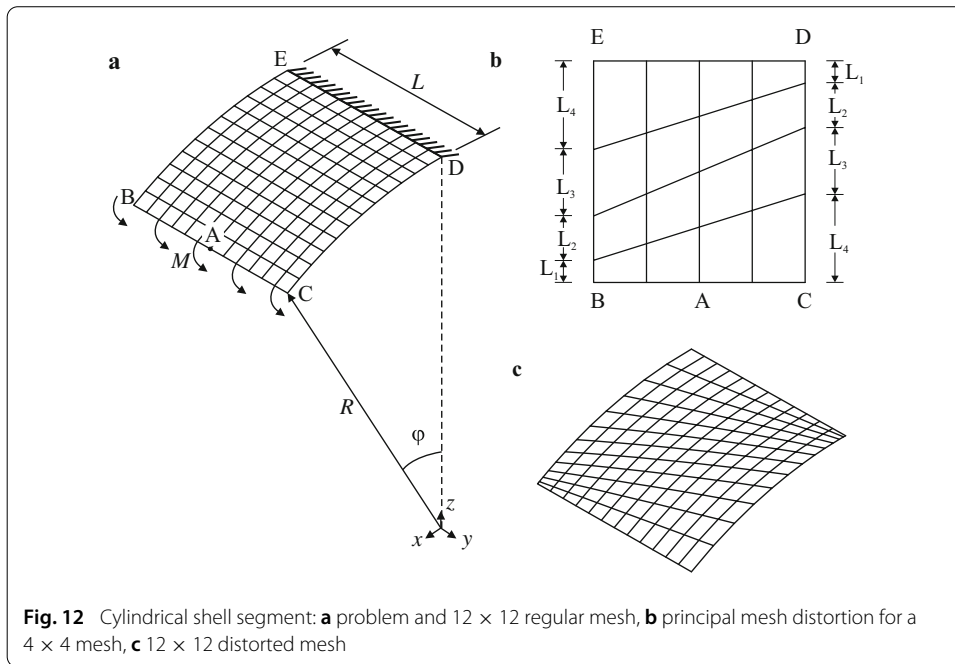 a
E
L
D
B
A
M
C
R
φ
z
x
y
b
E
D
L₁
L₄
L₂
L₃
L₃
L₂
L₄
L₁
B
A
C
c
Fig. 12 Cylindrical shell segment: a problem and 12 × 12 regular mesh, b principal mesh distortion for a
4 × 4 mesh, c 12 × 12 distorted mesh